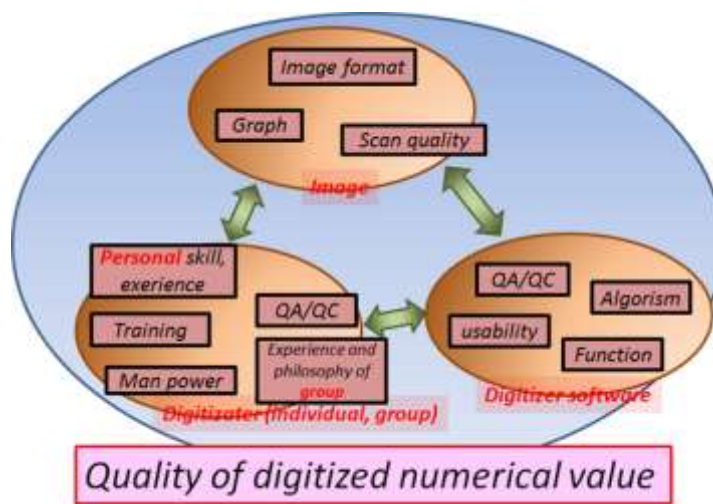 Image format
Graph
Scan quality
Image
Personal skill,
exerience
Training
Man power
QA/QC
Experience and
philosophy of
group
Digitizater (individual, group)
QA/QC
Algorism
usability
Function
Digitizer software
Quality of digitized numerical value